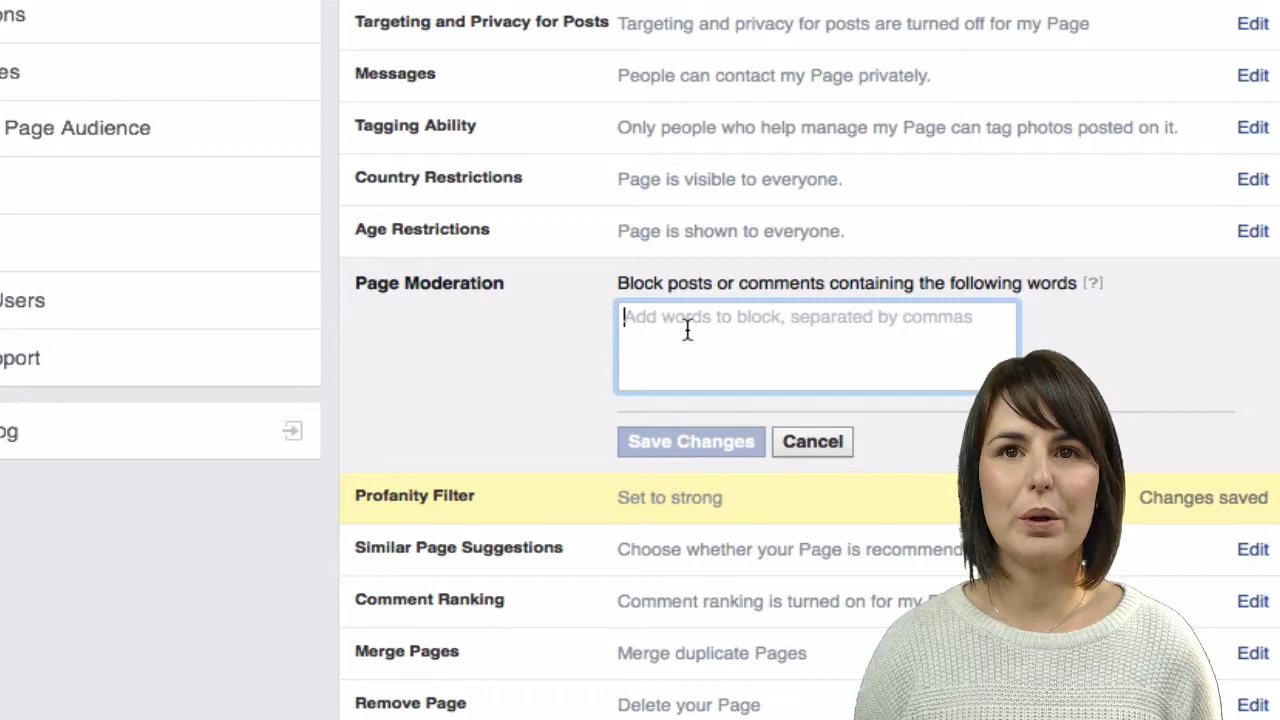 ons
Targeting and Privacy for Posts Targeting and privacy for posts are turned off for my Page Edit
es
Messages People can contact my Page privately. Edit
Page Audience
Tagging Ability Only people who help manage my Page can tag photos posted on it. Edit
Country Restrictions Page is visible to everyone. Edit
Age Restrictions Page is shown to everyone. Edit
Page Moderation Block posts or comments containing the following words [?]
Users
Add words to block, separated by commas
pport
og
Save Changes Cancel
Profanity Filter Set to strong Changes saved
Similar Page Suggestions Choose whether your Page is recommend Edit
Comment Ranking Comment ranking is turned on for my Edit
Merge Pages Merge duplicate Pages Edit
Remove Page Delete your Page Edit